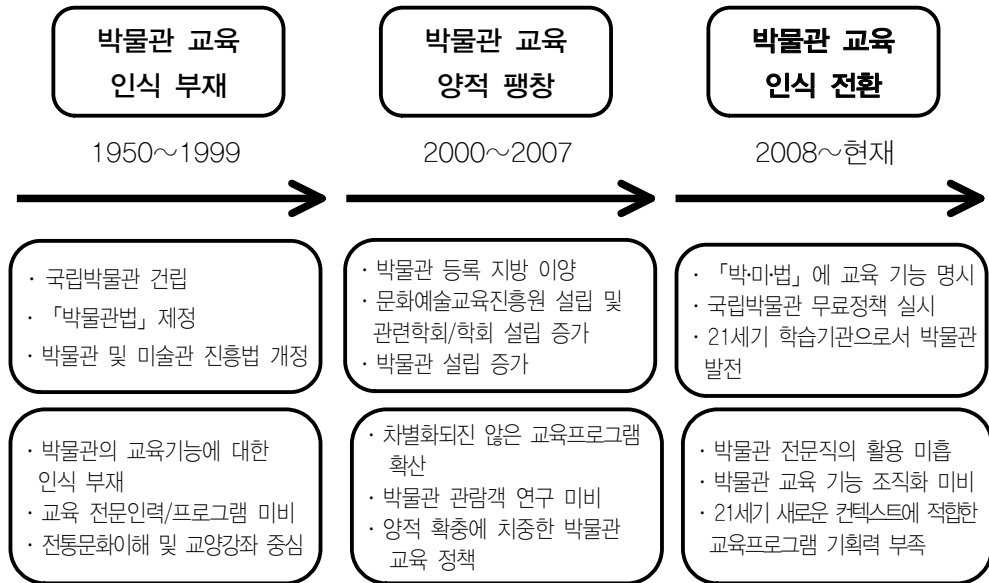 박물관 교육
인식 부재
박물관 교육
양적 팽창
박물관 교육
인식 전환
1950～1999
2000～2007
2008～현재
· 국립박물관 건립
· 「박물관법」 제정
· 박물관 및 미술관 진흥법 개정
· 박물관 등록 지방 이양
· 문화예술교육진흥원 설립 및
관련학회/학회 설립 증가
· 박물관 설립 증가
· 「박·미·법」에 교육 기능 명시
· 국립박물관 무료정책 실시
· 21세기 학습기관으로서 박물관
발전
· 박물관의 교육기능에 대한
인식 부재
· 교육 전문인력/프로그램 미비
· 전통문화이해 및 교양강좌 중심
· 차별화되진 않은 교육프로그램
확산
· 박물관 관람객 연구 미비
· 양적 확충에 치중한 박물관
교육 정책
· 박물관 전문직의 활용 미흡
· 박물관 교육 기능 조직화 미비
· 21세기 새로운 컨텍스트에 적합한
교육프로그램 기획력 부족